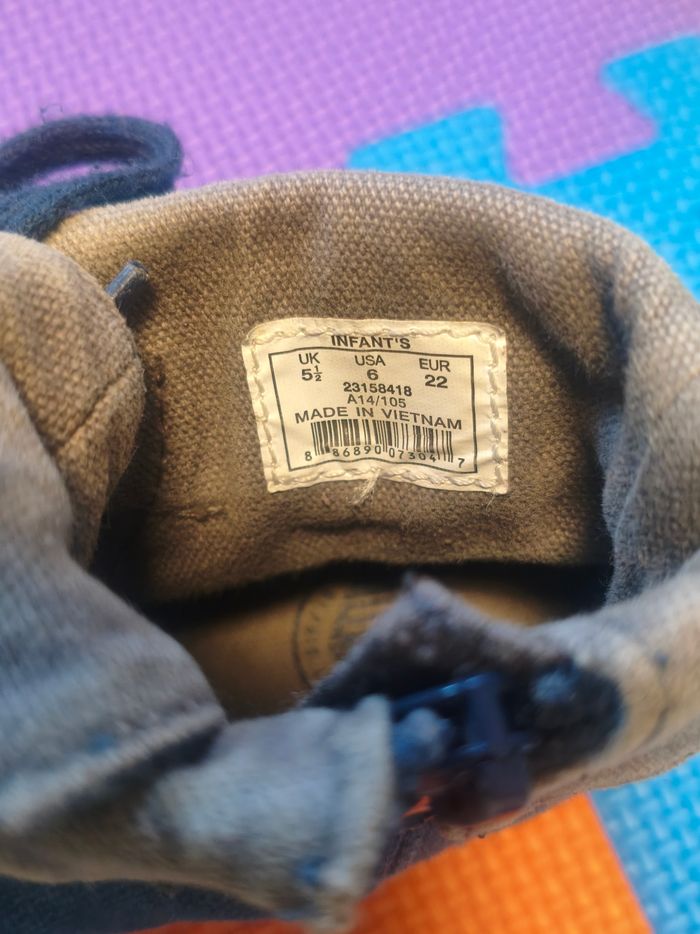 INFANT'S
UK USA EUR
5½ 6 22
23158418
A14/105
MADE IN VIETNAM
8 86890 07304 7